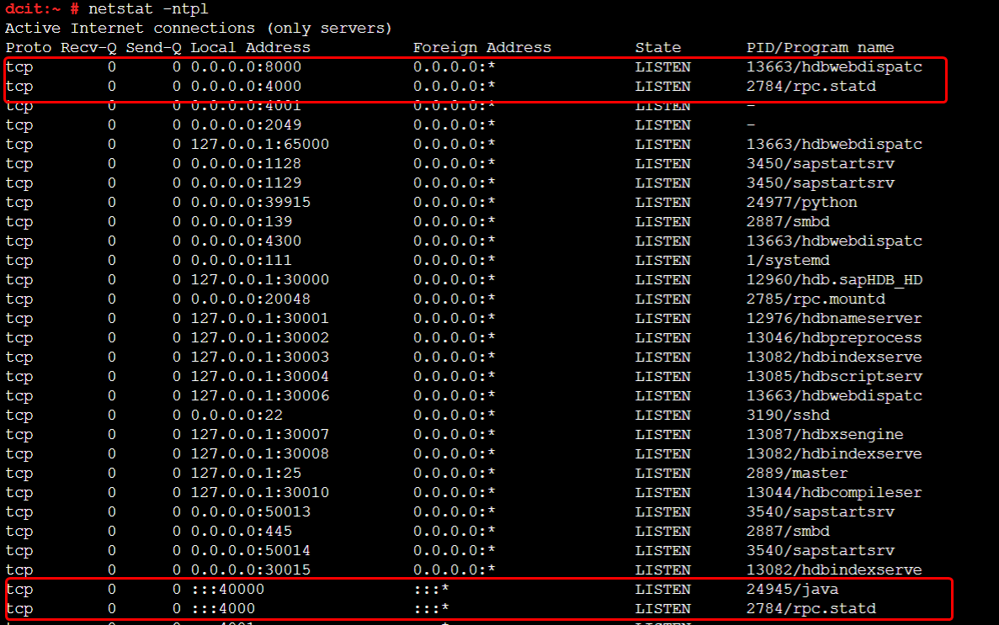 dcit:~ # netstat -ntpl
Active Internet connections (only servers)
Proto Recv-Q Send-Q Local Address Foreign Address State PID/Program name
tcp 0 0 0.0.0.0:8000 0.0.0.0:* LISTEN 13663/hdbwebdispatc
tcp 0 0 0.0.0.0:4000 0.0.0.0:* LISTEN 2784/rpc.statd
tcp 0 0 0.0.0.0:4001 0.0.0.0:* LISTEN -
tcp 0 0 0.0.0.0:2049 0.0.0.0:* LISTEN -
tcp 0 0 127.0.0.1:65000 0.0.0.0:* LISTEN 13663/hdbwebdispatc
tcp 0 0 0.0.0.0:1128 0.0.0.0:* LISTEN 3450/sapstartsrv
tcp 0 0 0.0.0.0:1129 0.0.0.0:* LISTEN 3450/sapstartsrv
tcp 0 0 0.0.0.0:39915 0.0.0.0:* LISTEN 24977/python
tcp 0 0 0.0.0.0:139 0.0.0.0:* LISTEN 2887/smbd
tcp 0 0 0.0.0.0:4300 0.0.0.0:* LISTEN 13663/hdbwebdispatc
tcp 0 0 0.0.0.0:111 0.0.0.0:* LISTEN 1/systemd
tcp 0 0 127.0.0.1:30000 0.0.0.0:* LISTEN 12960/hdb.sapHDB_HD
tcp 0 0 0.0.0.0:20048 0.0.0.0:* LISTEN 2785/rpc.mountd
tcp 0 0 127.0.0.1:30001 0.0.0.0:* LISTEN 12976/hdbnameserver
tcp 0 0 127.0.0.1:30002 0.0.0.0:* LISTEN 13046/hdbpreprocess
tcp 0 0 127.0.0.1:30003 0.0.0.0:* LISTEN 13082/hdbindexserve
tcp 0 0 127.0.0.1:30004 0.0.0.0:* LISTEN 13085/hdbscriptserv
tcp 0 0 127.0.0.1:30006 0.0.0.0:* LISTEN 13663/hdbwebdispatc
tcp 0 0 0.0.0.0:22 0.0.0.0:* LISTEN 3190/sshd
tcp 0 0 127.0.0.1:30007 0.0.0.0:* LISTEN 13087/hdbxsengine
tcp 0 0 127.0.0.1:30008 0.0.0.0:* LISTEN 13082/hdbindexserve
tcp 0 0 127.0.0.1:25 0.0.0.0:* LISTEN 2889/master
tcp 0 0 127.0.0.1:30010 0.0.0.0:* LISTEN 13044/hdbcompileser
tcp 0 0 0.0.0.0:50013 0.0.0.0:* LISTEN 3540/sapstartsrv
tcp 0 0 0.0.0.0:445 0.0.0.0:* LISTEN 2887/smbd
tcp 0 0 0.0.0.0:50014 0.0.0.0:* LISTEN 3540/sapstartsrv
tcp 0 0 0.0.0.0:30015 0.0.0.0:* LISTEN 13082/hdbindexserve
tcp 0 0 :::40000 :::* LISTEN 24945/java
tcp 0 0 :::4000 :::* LISTEN 2784/rpc.statd